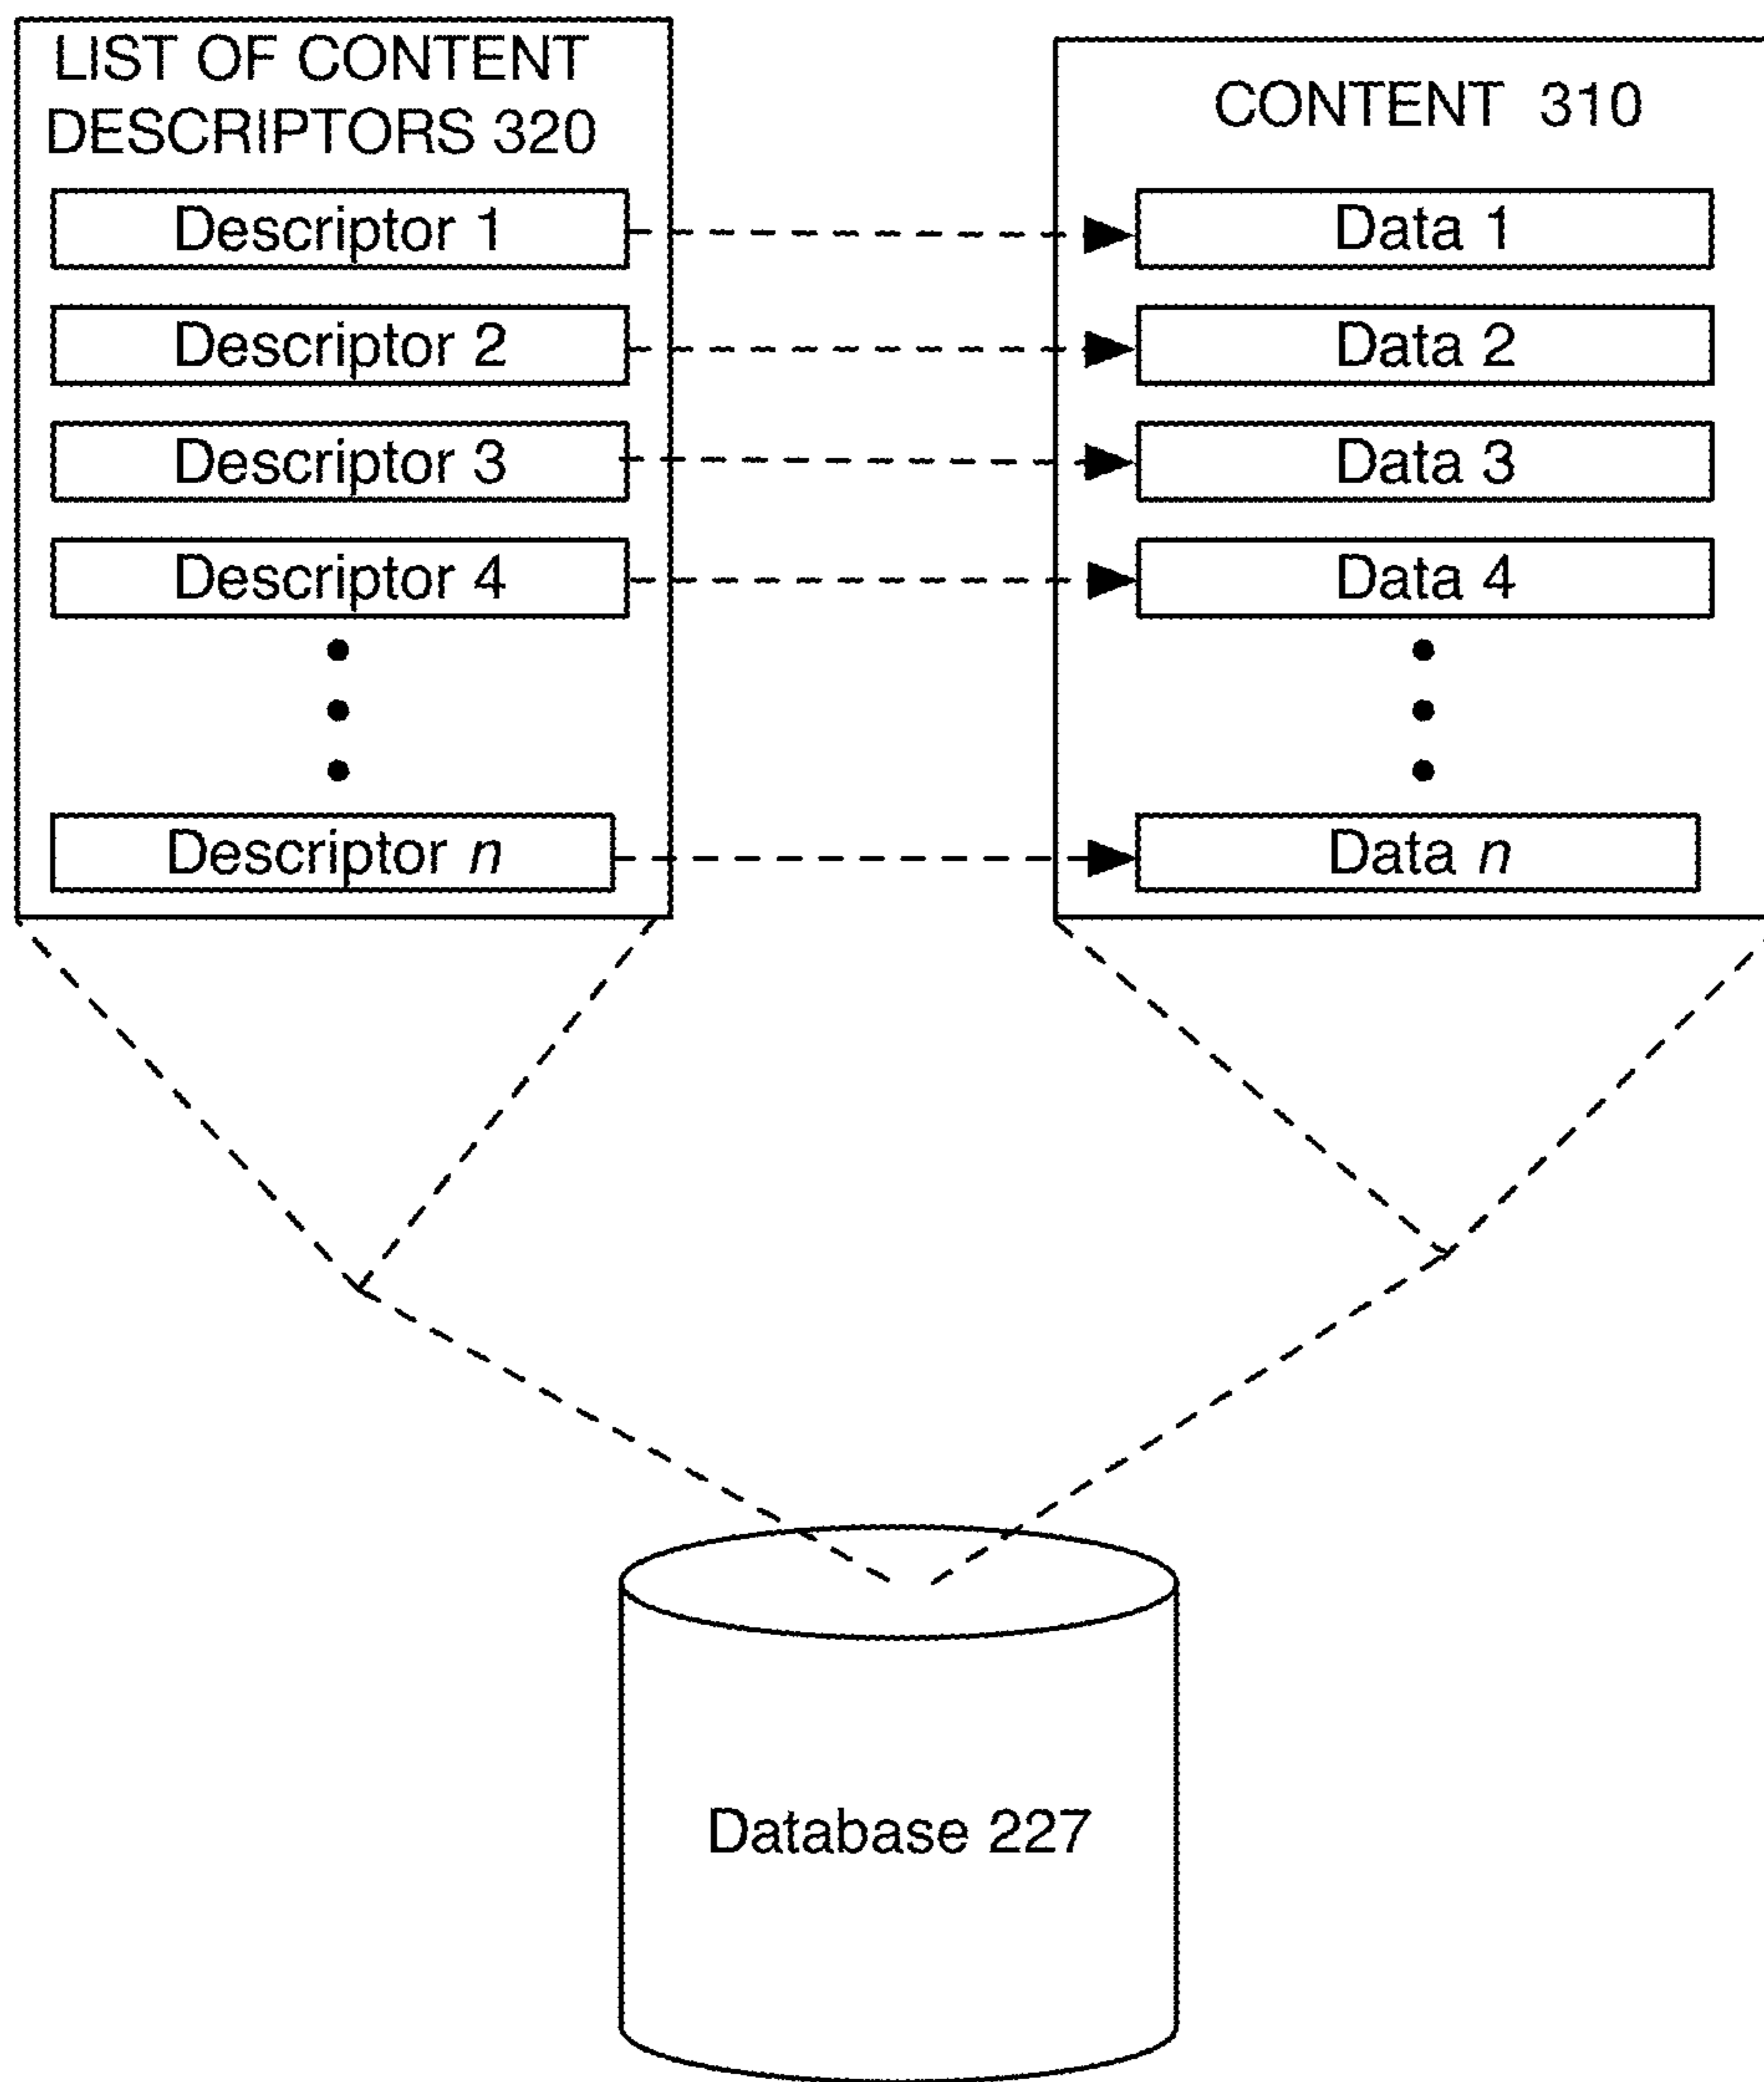 LIST OF CONTENT
DESCRIPTORS 320
Descriptor 1
Descriptor 2
Descriptor 3
Descriptor 4
Descriptor n
CONTENT 310
Data 1
Data 2
Data 3
Data 4
Data n
Database 227